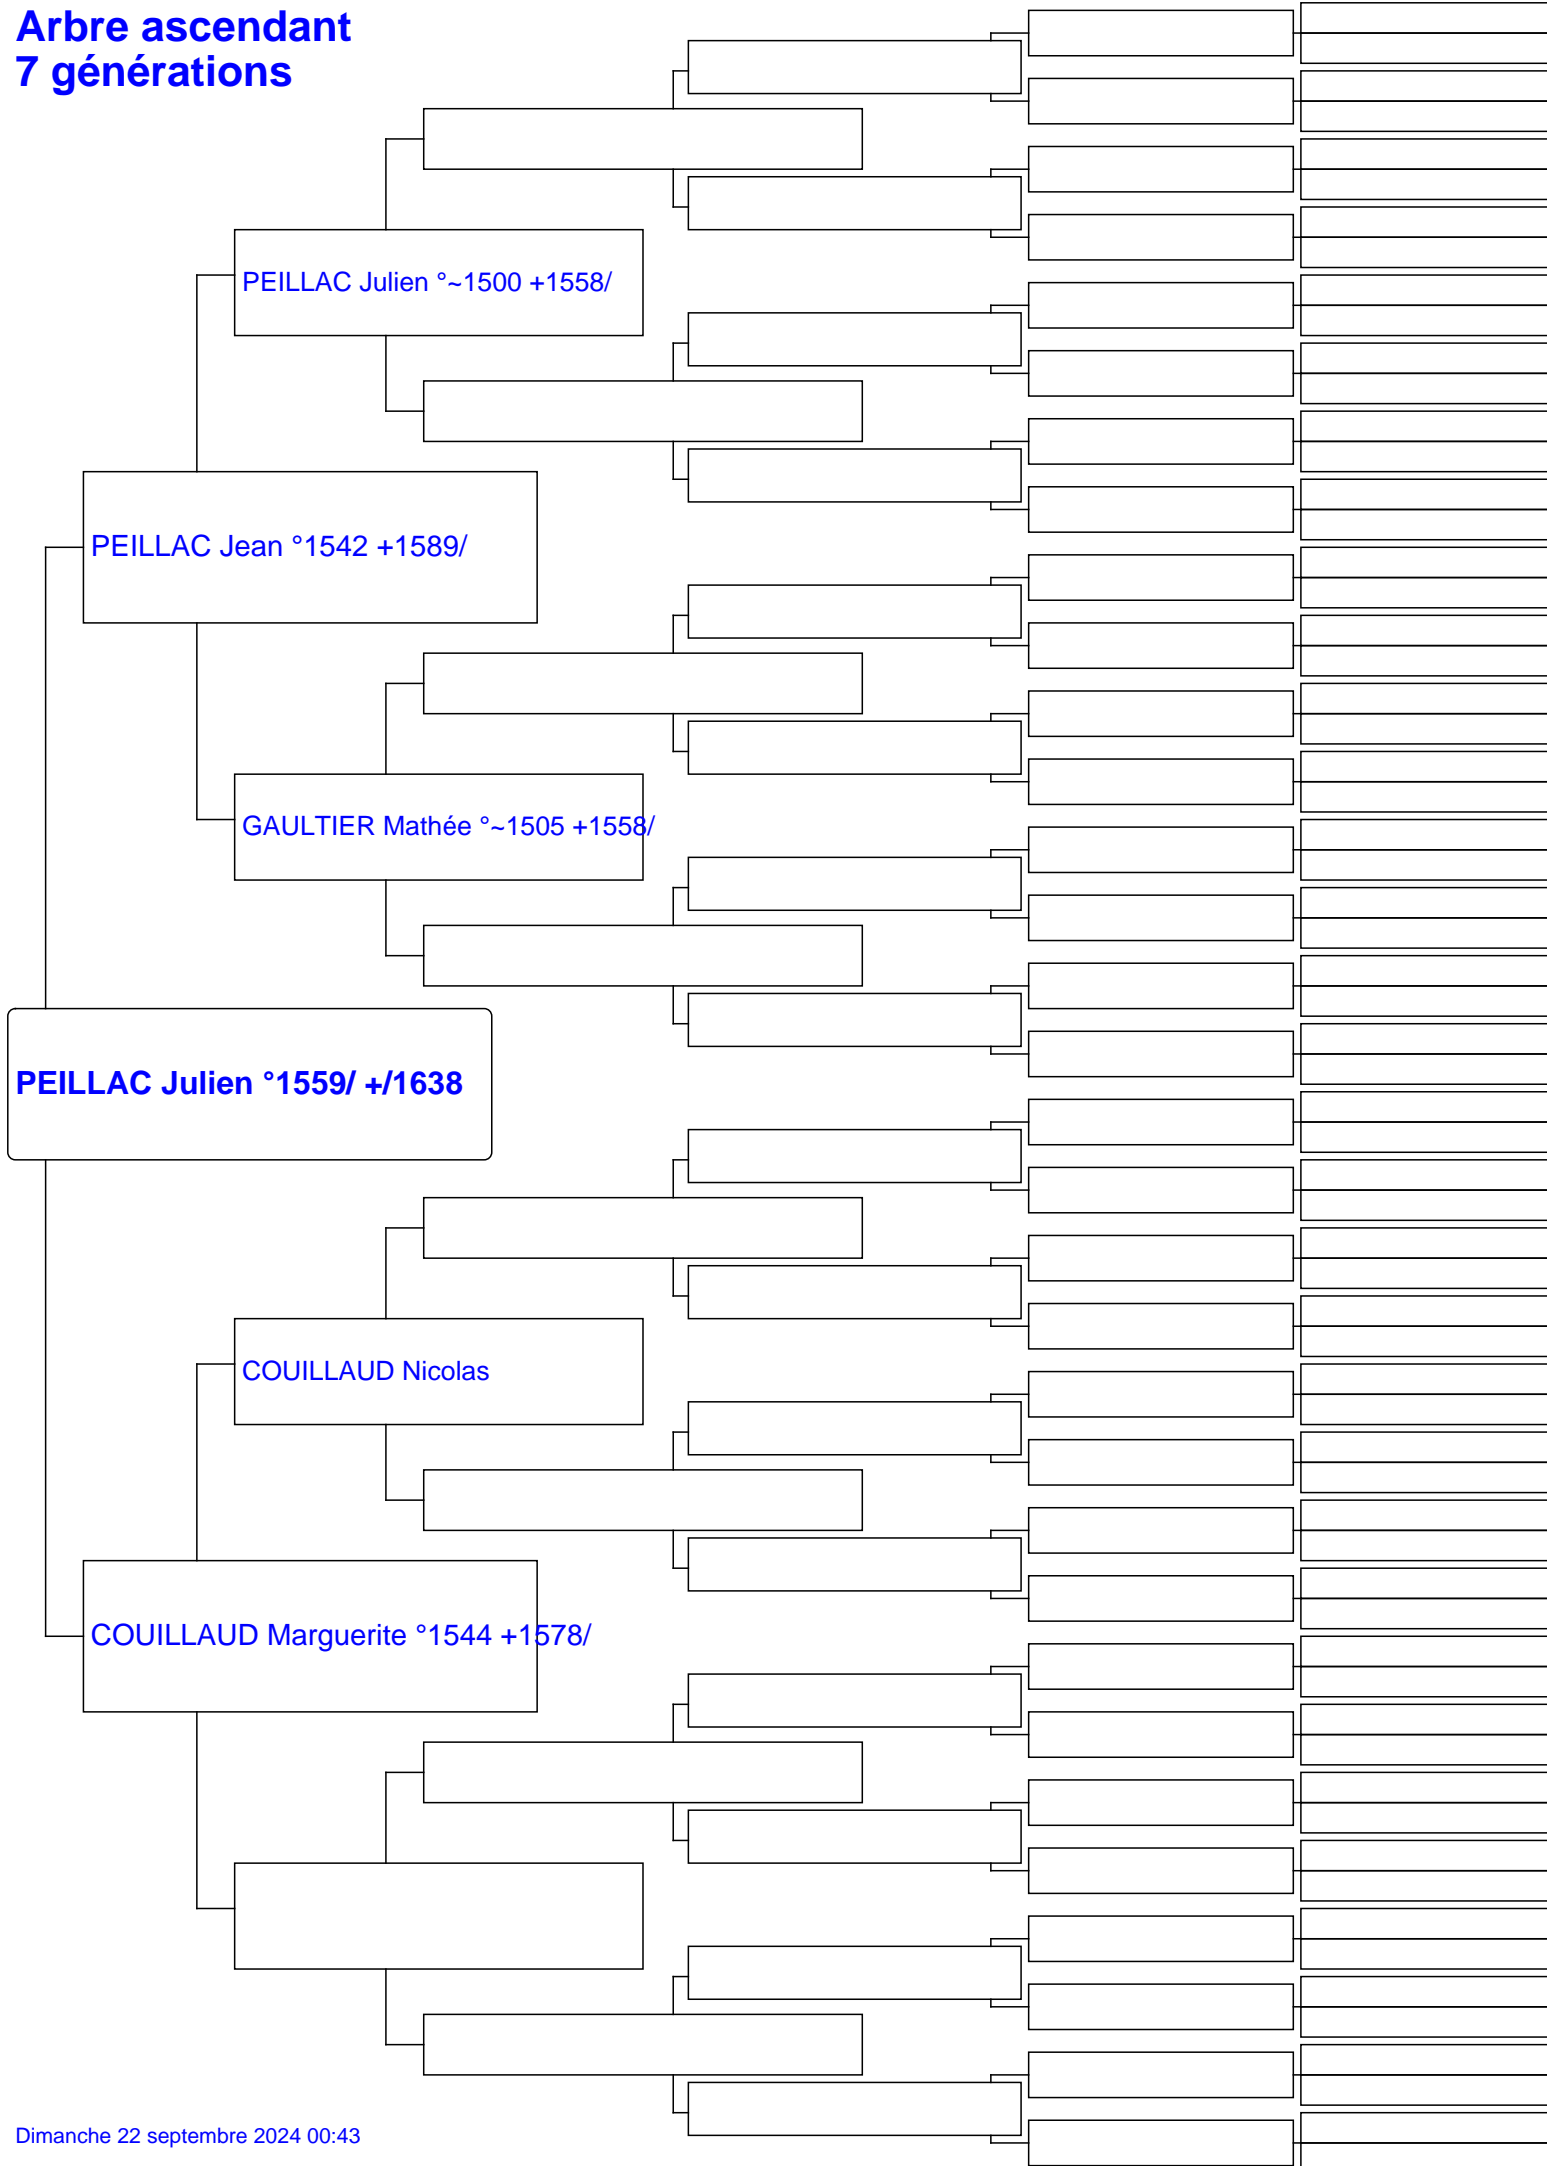 Arbre ascendant
7 générations
PEILLAC Julien °~1500 +1558/
PEILLAC Jean °1542 +1589/
GAULTIER Mathée °~1505 +1558/
PEILLAC Julien °1559/ +/1638
COUILLAUD Nicolas
COUILLAUD Marguerite °1544 +1578/
Dimanche 22 septembre 2024 00:43